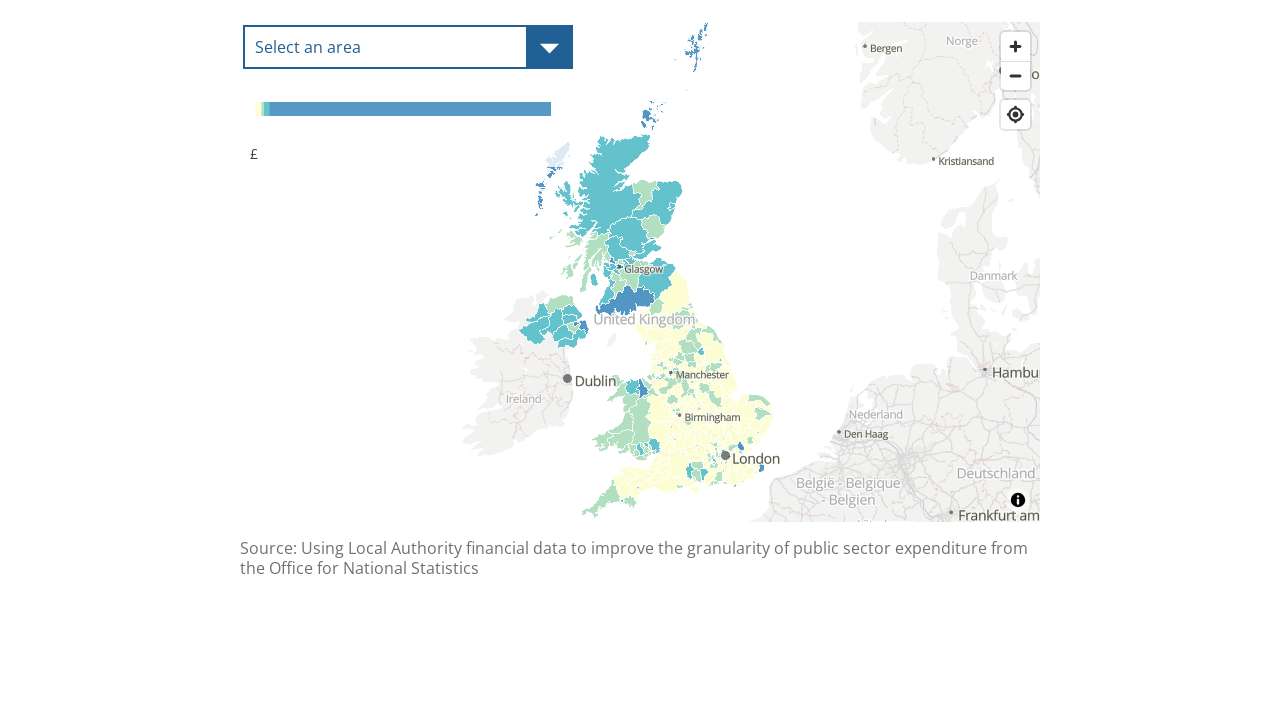 Select an area
£
Bergen
Norge
Kristiansand
Danmark
Glasgow
United Kingdom
Hambu
Manchester
Dublin
Ireland
Birmingham
Nederland
Den Haag
London
Deutschland
België - Belgique
- Belgien
Frankfurt am
Source: Using Local Authority financial data to improve the granularity of public sector expenditure from
the Office for National Statistics